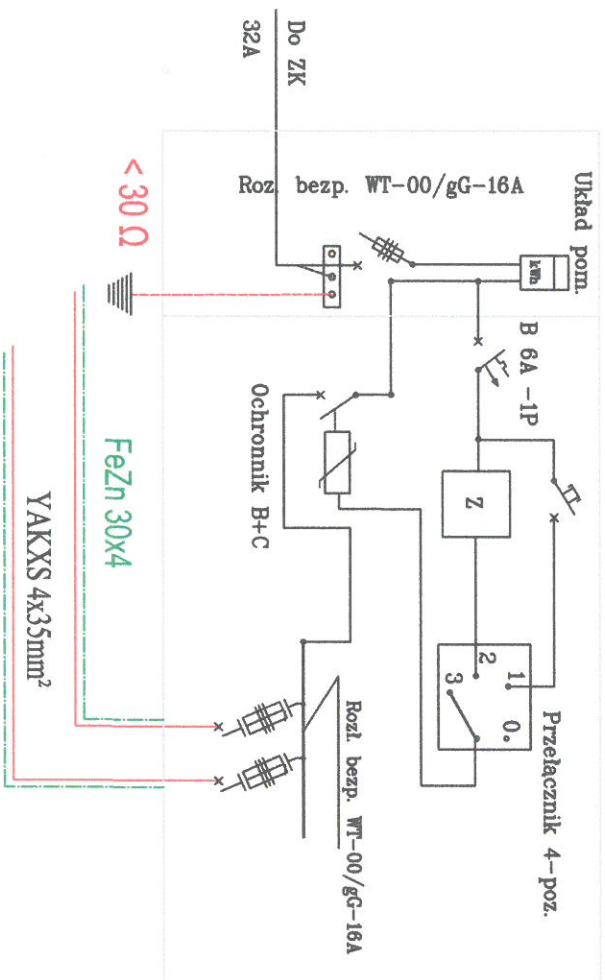 Układ pom.
kWh
Roz. bezp. WT-00/gG-16A
Do ZK
32A
< 30 Ω
B 6A -1P
Z
Przełącznik 4-poz.
1
0.
2
3
Ochronnik B+C
Rozł. bezp. WT-00/gG-16A
FeZn 30x4
YAKXS 4x35mm²